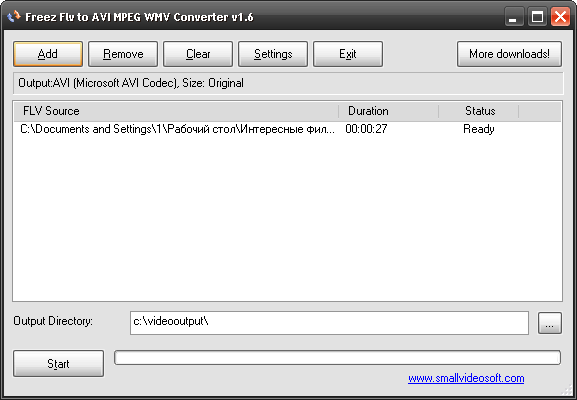 Freez Flv to AVI MPEG WMV Converter v1.6
Add Remove Clear Settings Exit More downloads!
Output:AVI (Microsoft AVI Codec), Size: Original
FLV Source Duration Status
C:\Documents and Settings\1\Рабочий стол\Интересные фил... 00:00:27 Ready
Output Directory: c:\videooutput\ ...
Start
www.smallvideosoft.com